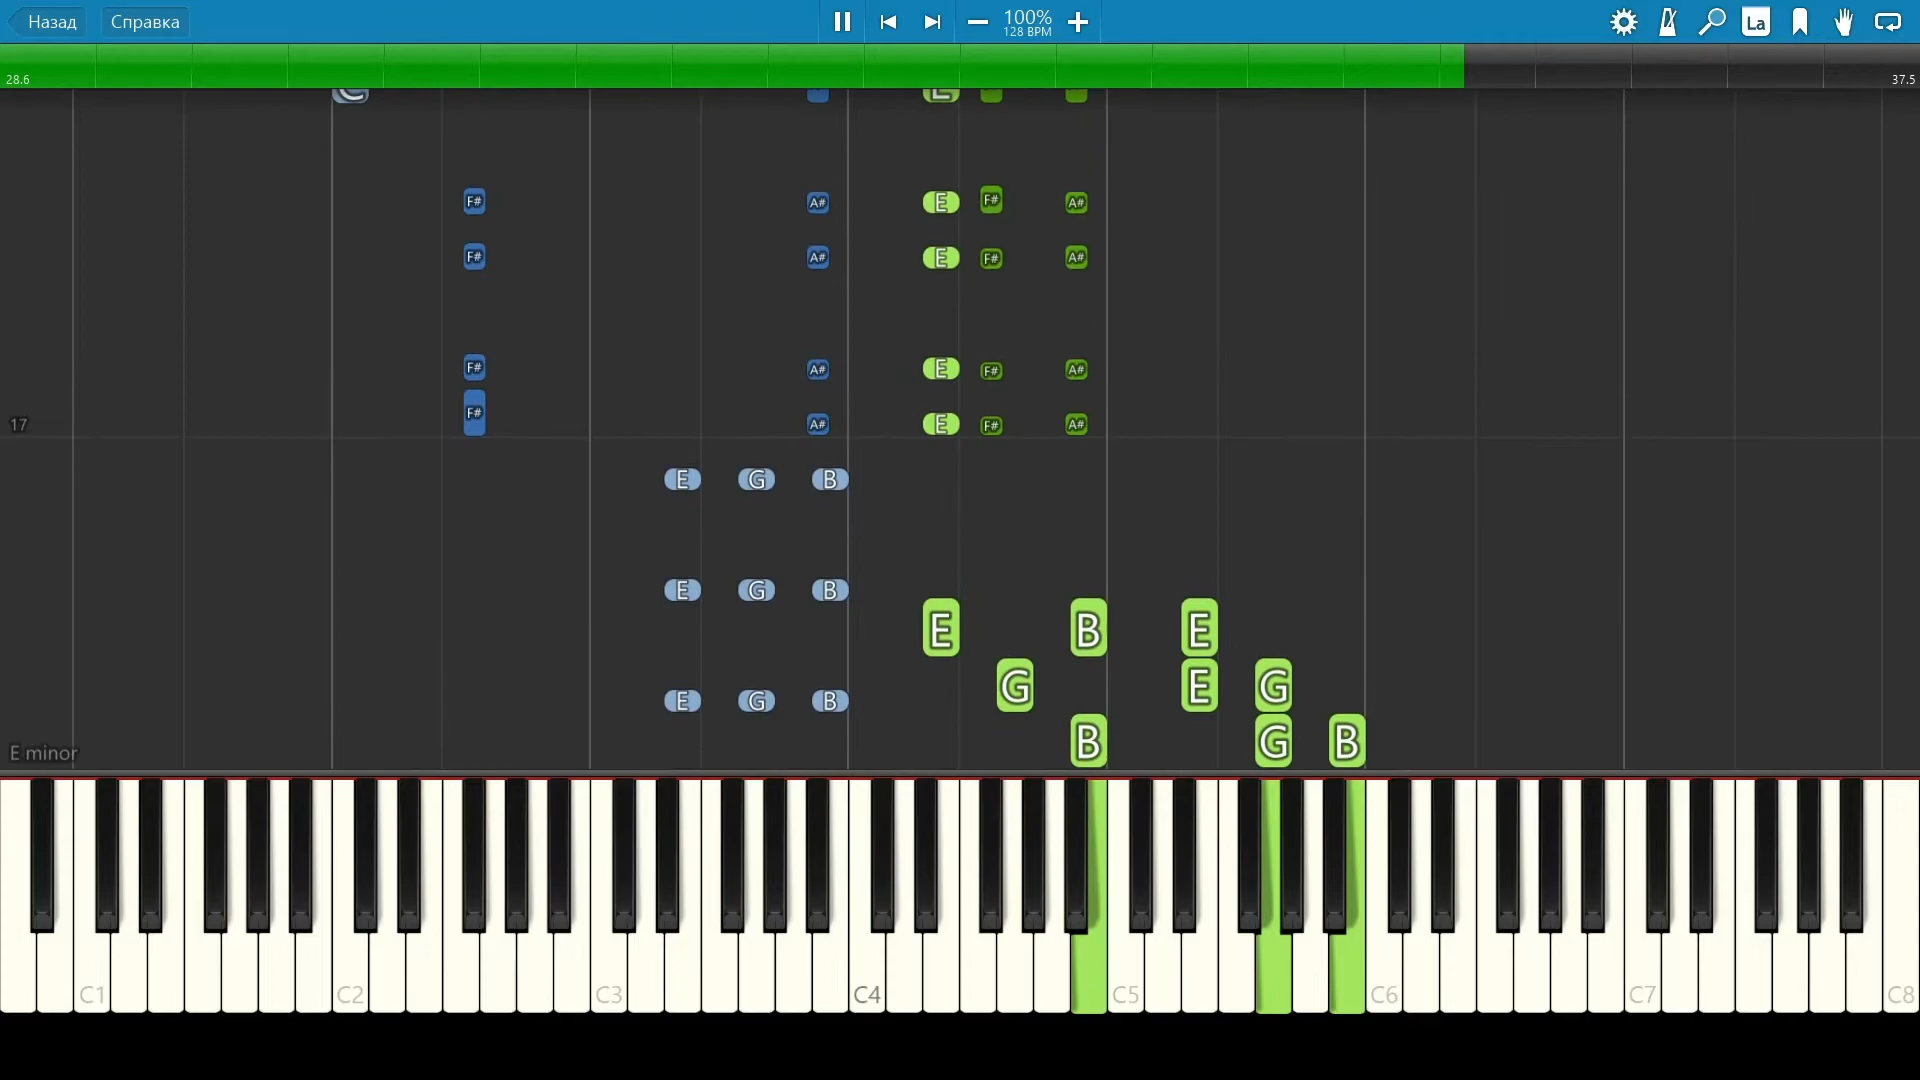 Назад Справка 100% La
128 BPM
28.6 37.5
C E
F# A# E F# A#
F# A# E F# A#
F# A# E F# A#
F#
17 A# E F# A#
E G B
E G B
E B E
G E G
E G B
B G B
E minor
C1 C2 C3 C4 C5 C6 C7 C8